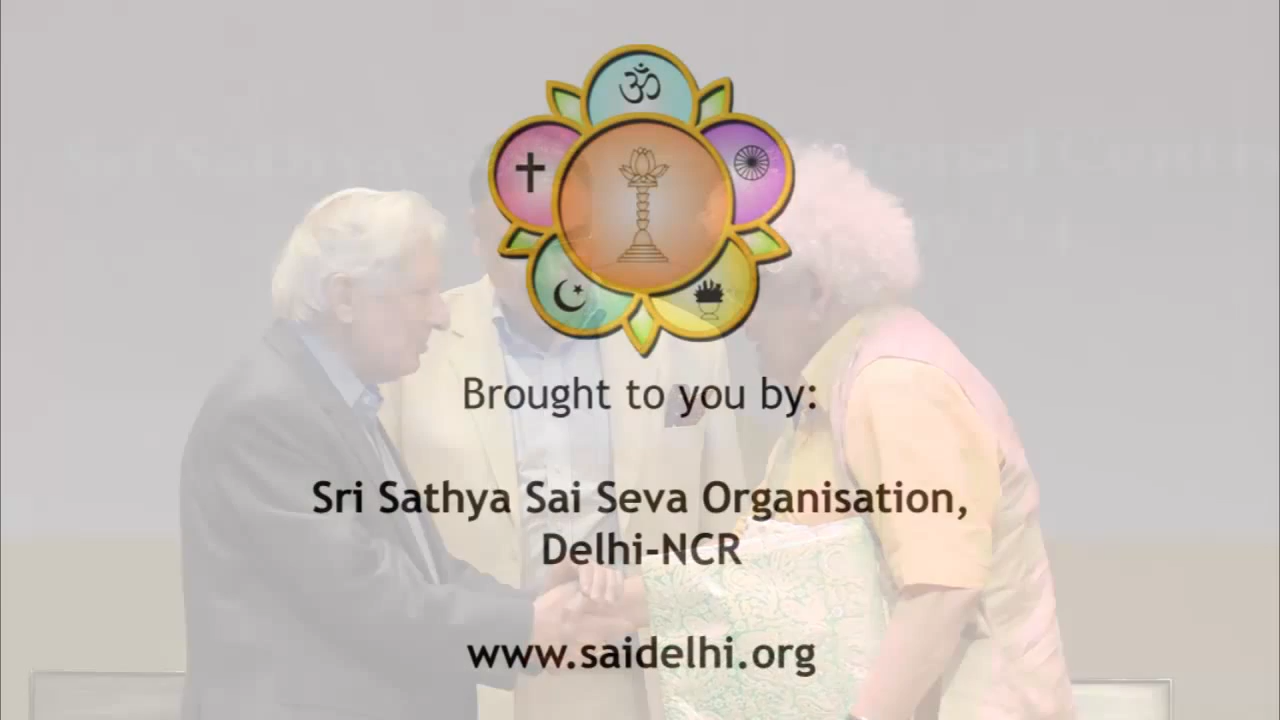 ॐ
Brought to you by:
Sri Sathya Sai Seva Organisation,
Delhi-NCR
www.saidelhi.org